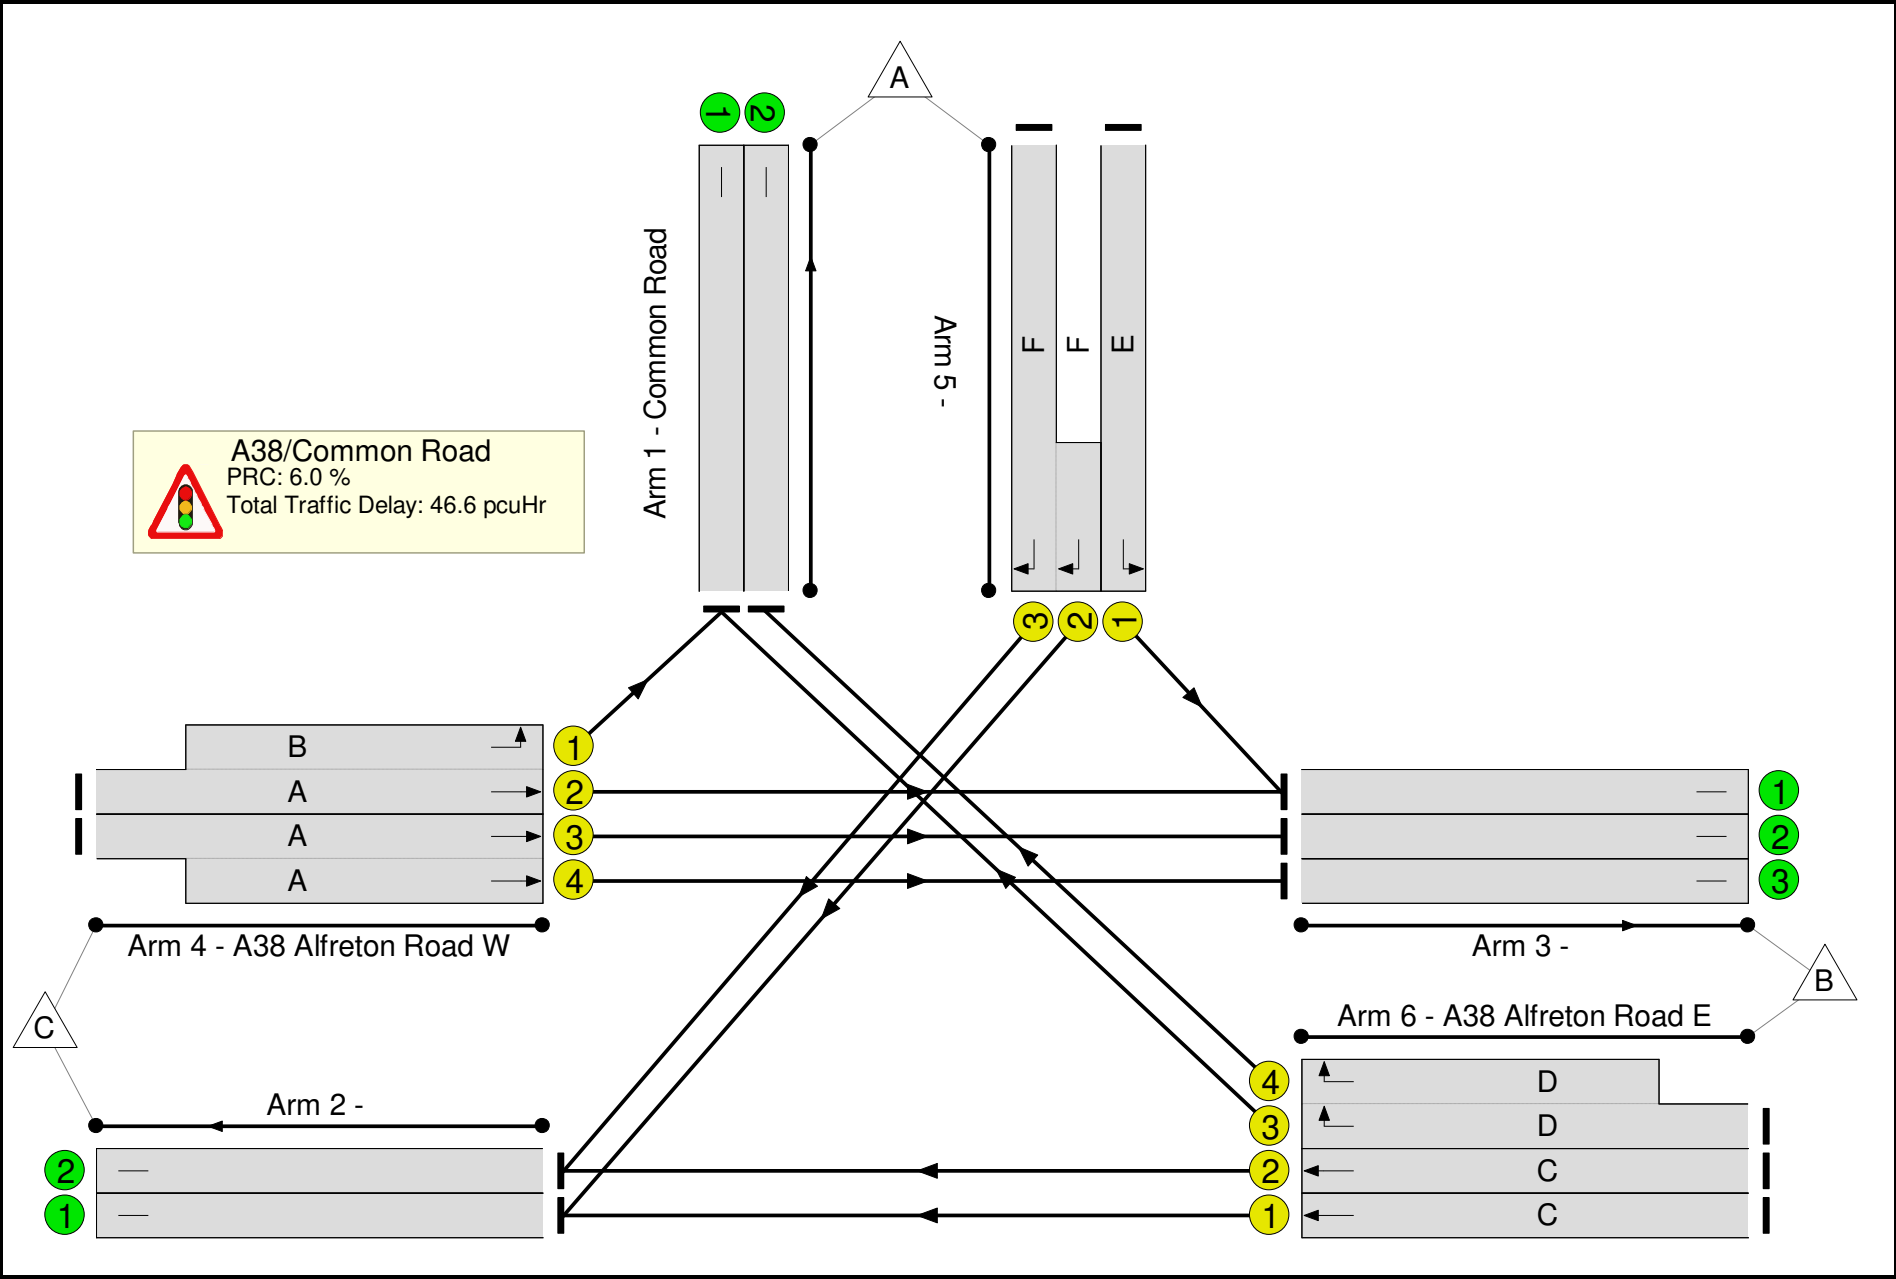 A
1
2
Arm 1 - Common Road
Arm 5 -
F
F
E
A38/Common Road
PRC: 6.0 %
Total Traffic Delay: 46.6 pcuHr
3
2
1
B
1
A
2
A
3
A
4
Arm 4 - A38 Alfreton Road W
1
2
3
Arm 3 -
B
C
Arm 6 - A38 Alfreton Road E
Arm 2 -
4
D
3
D
2
2
C
1
1
C